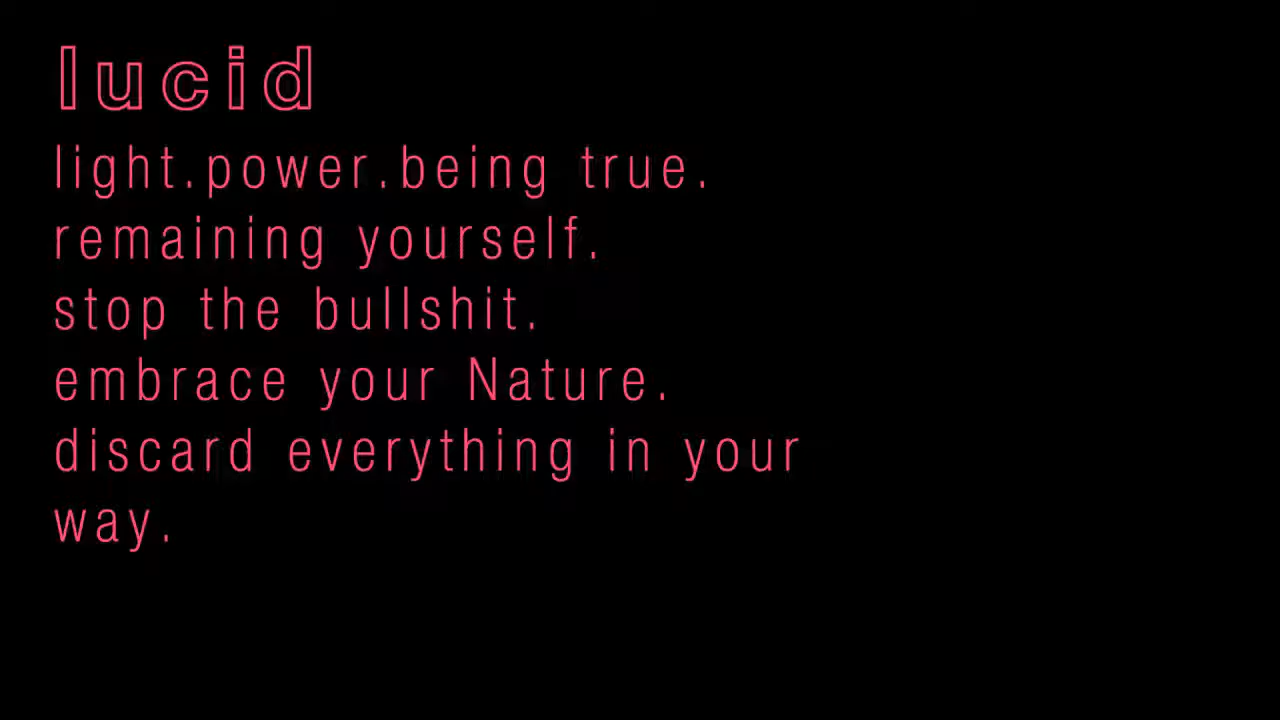 lucid
light.power.being true.
remaining yourself.
stop the bullshit.
embrace your Nature.
discard everything in your
way.